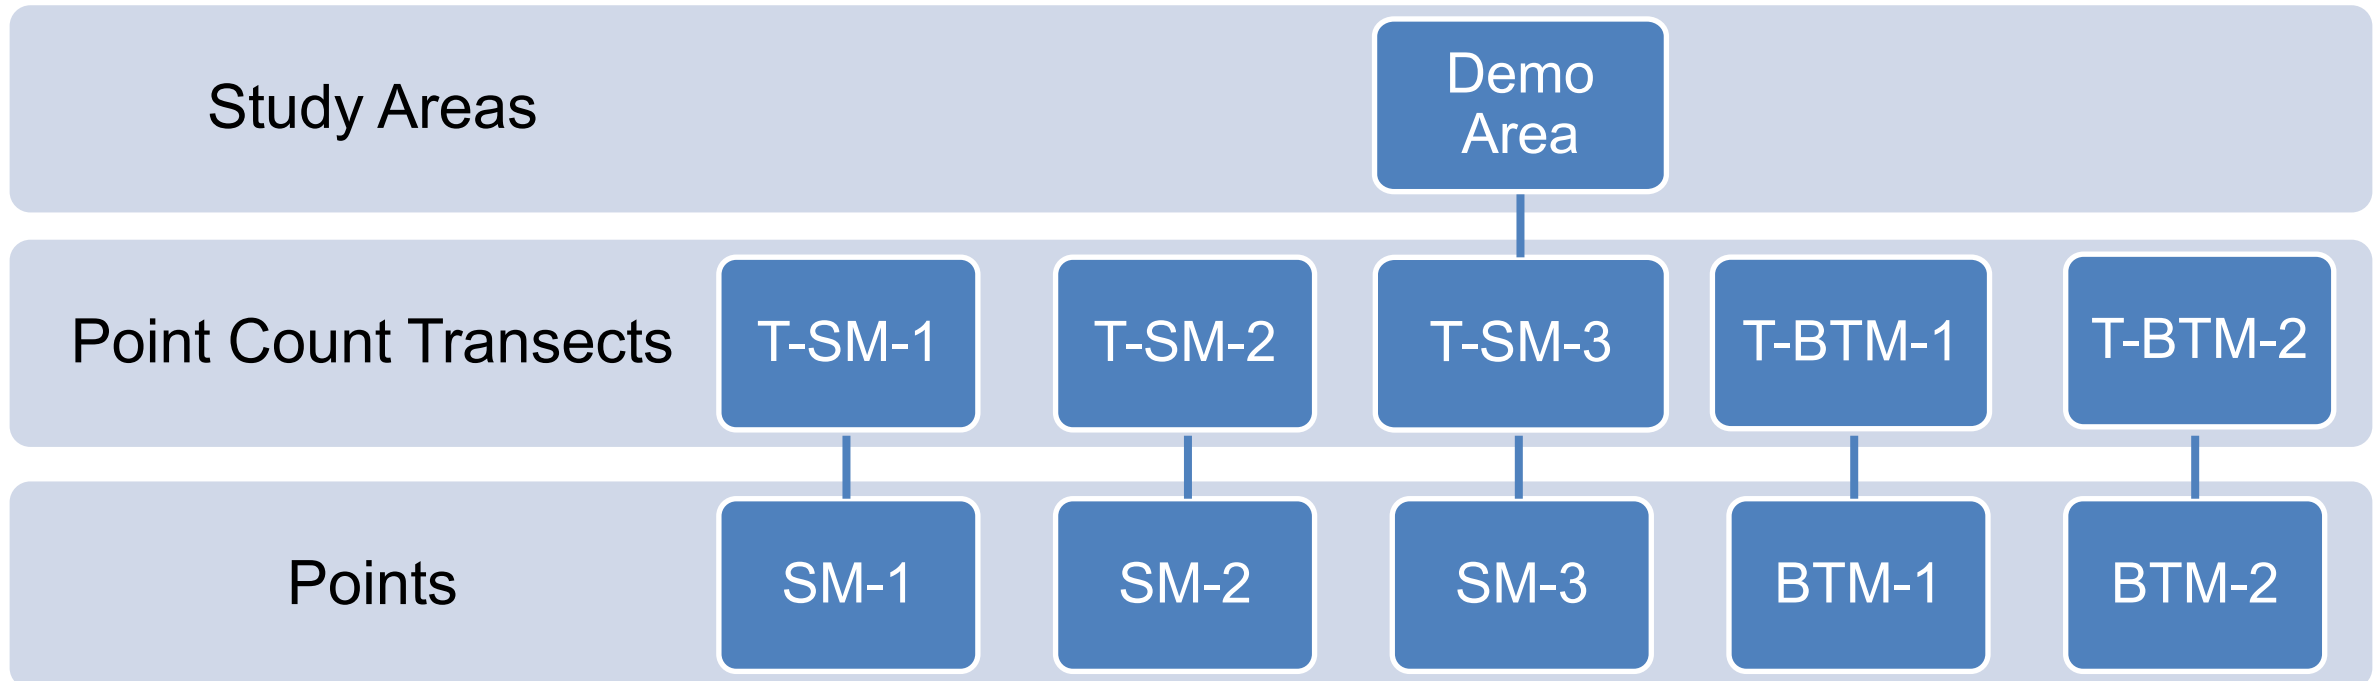 Study Areas
Demo
Area
Point Count Transects
T-SM-1
T-SM-2
T-SM-3
T-BTM-1
T-BTM-2
Points
SM-1
SM-2
SM-3
BTM-1
BTM-2